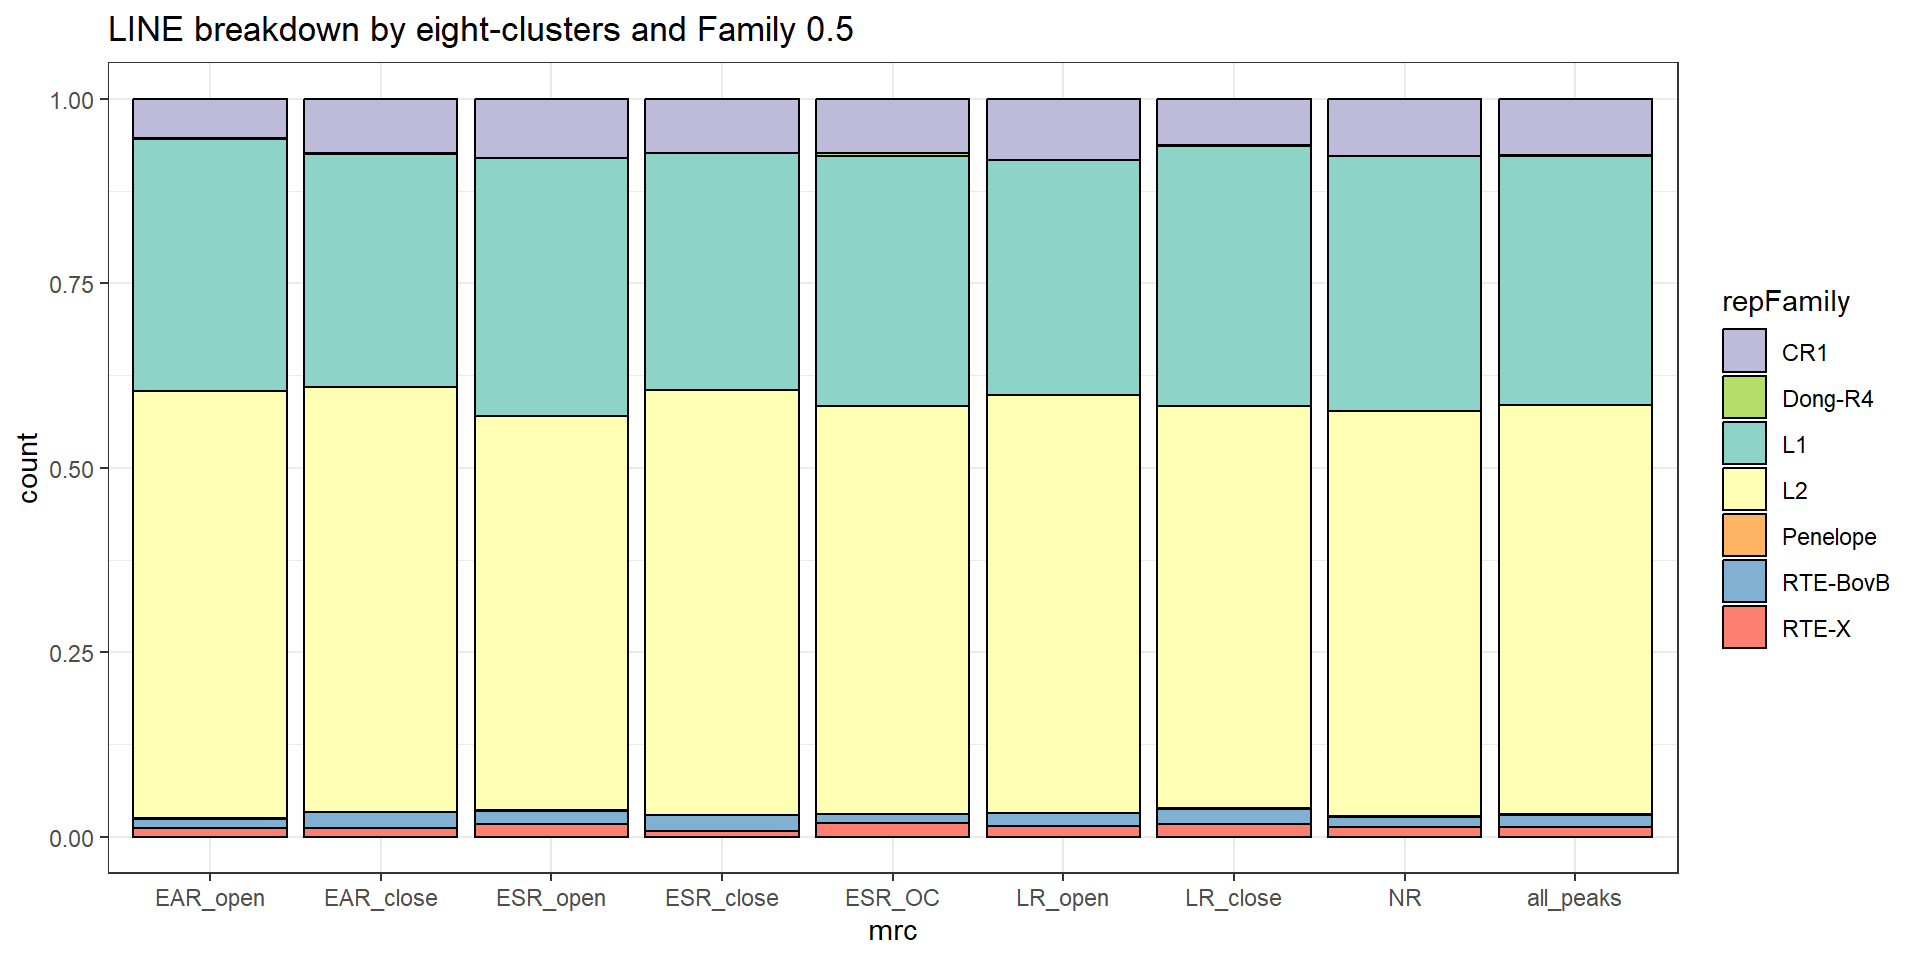 LINE breakdown by eight-clusters and Family 0.5
count
1.00
0.75
0.50
0.25
0.00
EAR_open EAR_close ESR_open ESR_close ESR_OC LR_open LR_close NR all_peaks
mrc
repFamily
CR1
Dong-R4
L1
L2
Penelope
RTE-BovB
RTE-X